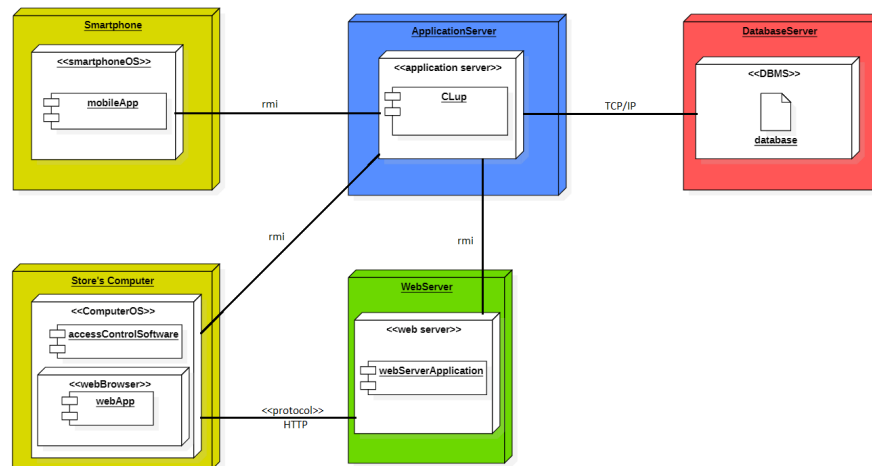 Smartphone
<<smartphoneOS>>
mobileApp
rmi
ApplicationServer
<<application server>>
CLup
TCP/IP
DatabaseServer
<<DBMS>>
database
rmi
rmi
Store's Computer
<<ComputerOS>>
accessControlSoftware
<<webBrowser>>
webApp
<<protocol>>
HTTP
WebServer
<<web server>>
webServerApplication